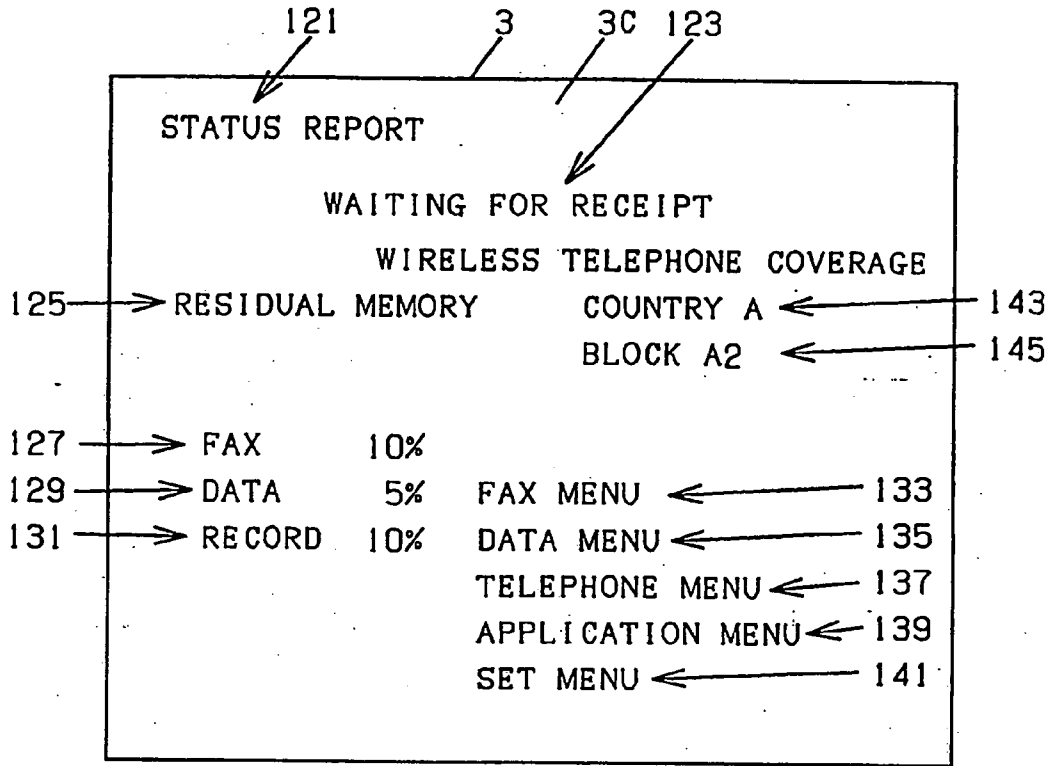 121 3 3C 123
STATUS REPORT
WAITING FOR RECEIPT
WIRELESS TELEPHONE COVERAGE
125 RESIDUAL MEMORY COUNTRY A 143
BLOCK A2 145
127 FAX 10%
129 DATA 5% FAX MENU 133
131 RECORD 10% DATA MENU 135
TELEPHONE MENU 137
APPLICATION MENU 139
SET MENU 141